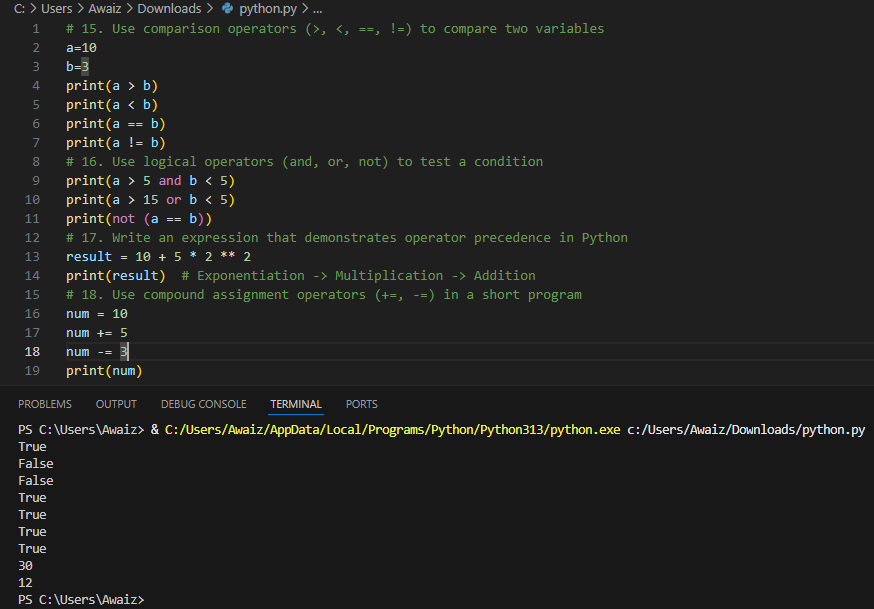 C: > Users > Awaiz > Downloads > python.py > ...
1 # 15. Use comparison operators (>, <, ==, !=) to compare two variables
2 a=10
3 b=3
4 print(a > b)
5 print(a < b)
6 print(a == b)
7 print(a != b)
8 # 16. Use logical operators (and, or, not) to test a condition
9 print(a > 5 and b < 5)
10 print(a > 15 or b < 5)
11 print(not (a == b))
12 # 17. Write an expression that demonstrates operator precedence in Python
13 result = 10 + 5 * 2 ** 2
14 print(result)  # Exponentiation -> Multiplication -> Addition
15 # 18. Use compound assignment operators (+=, -=) in a short program
16 num = 10
17 num += 5
18 num -= 3
19 print(num)
PROBLEMS OUTPUT DEBUG CONSOLE TERMINAL PORTS
PS C:\Users\Awaiz> & C:/Users/Awaiz/AppData/Local/Programs/Python/Python313/python.exe c:/Users/Awaiz/Downloads/python.py
True
False
False
True
True
True
True
30
12
PS C:\Users\Awaiz>